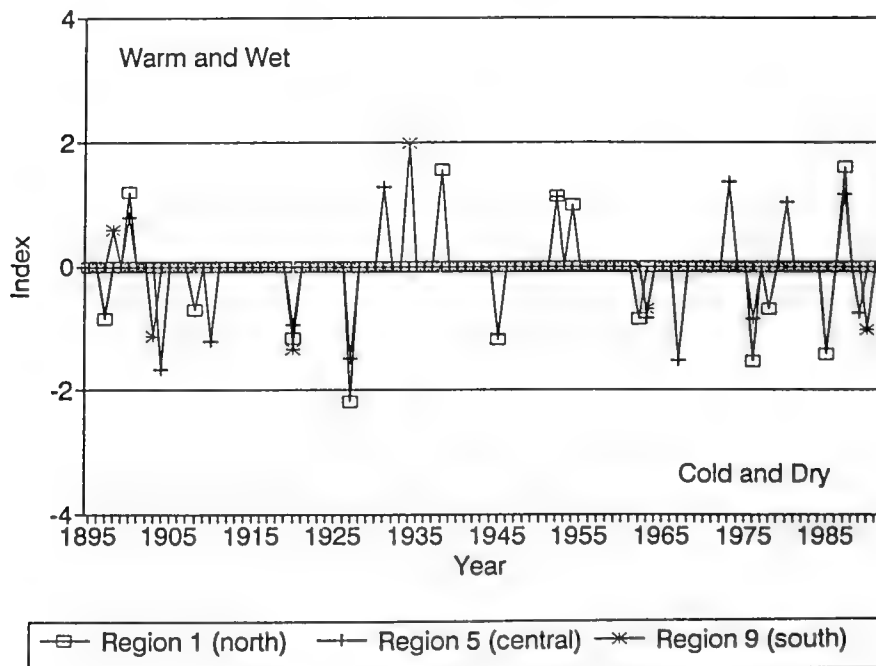 4
Warm and Wet
2
0
Index
-2
Cold and Dry
-4
1895 1905 1915 1925 1935 1945 1955 1965 1975 1985
Year
Region 1 (north) Region 5 (central) Region 9 (south)